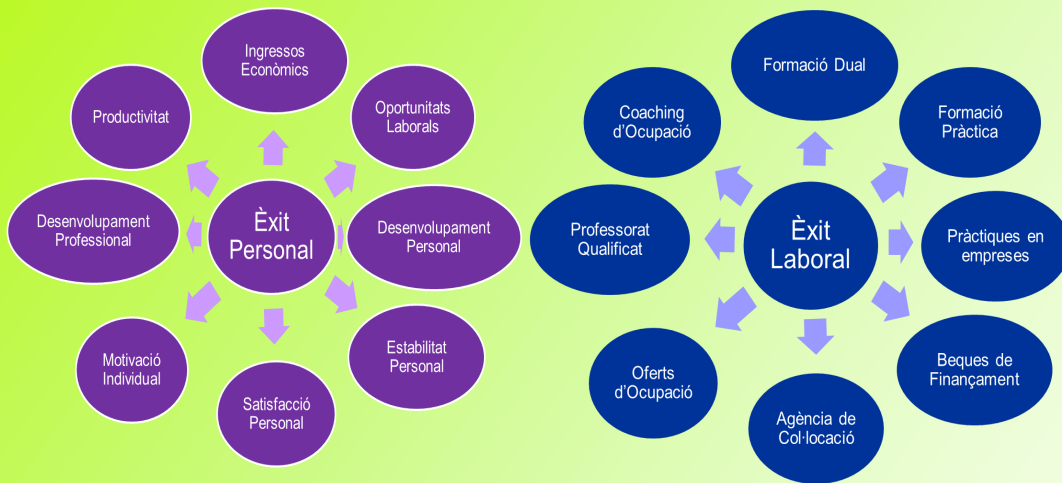 Ingressos
Econòmics
Oportunitats
Laborals
Desenvolupament
Personal
Estabilitat
Personal
Satisfacció
Personal
Motivació
Individual
Desenvolupament
Professional
Productivitat
Èxit
Personal
Formació Dual
Formació
Pràctica
Pràctiques en
empreses
Beques de
Finançament
Agència de
Col·locació
Oferts
d'Ocupació
Professorat
Qualificat
Coaching
d'Ocupació
Èxit
Laboral